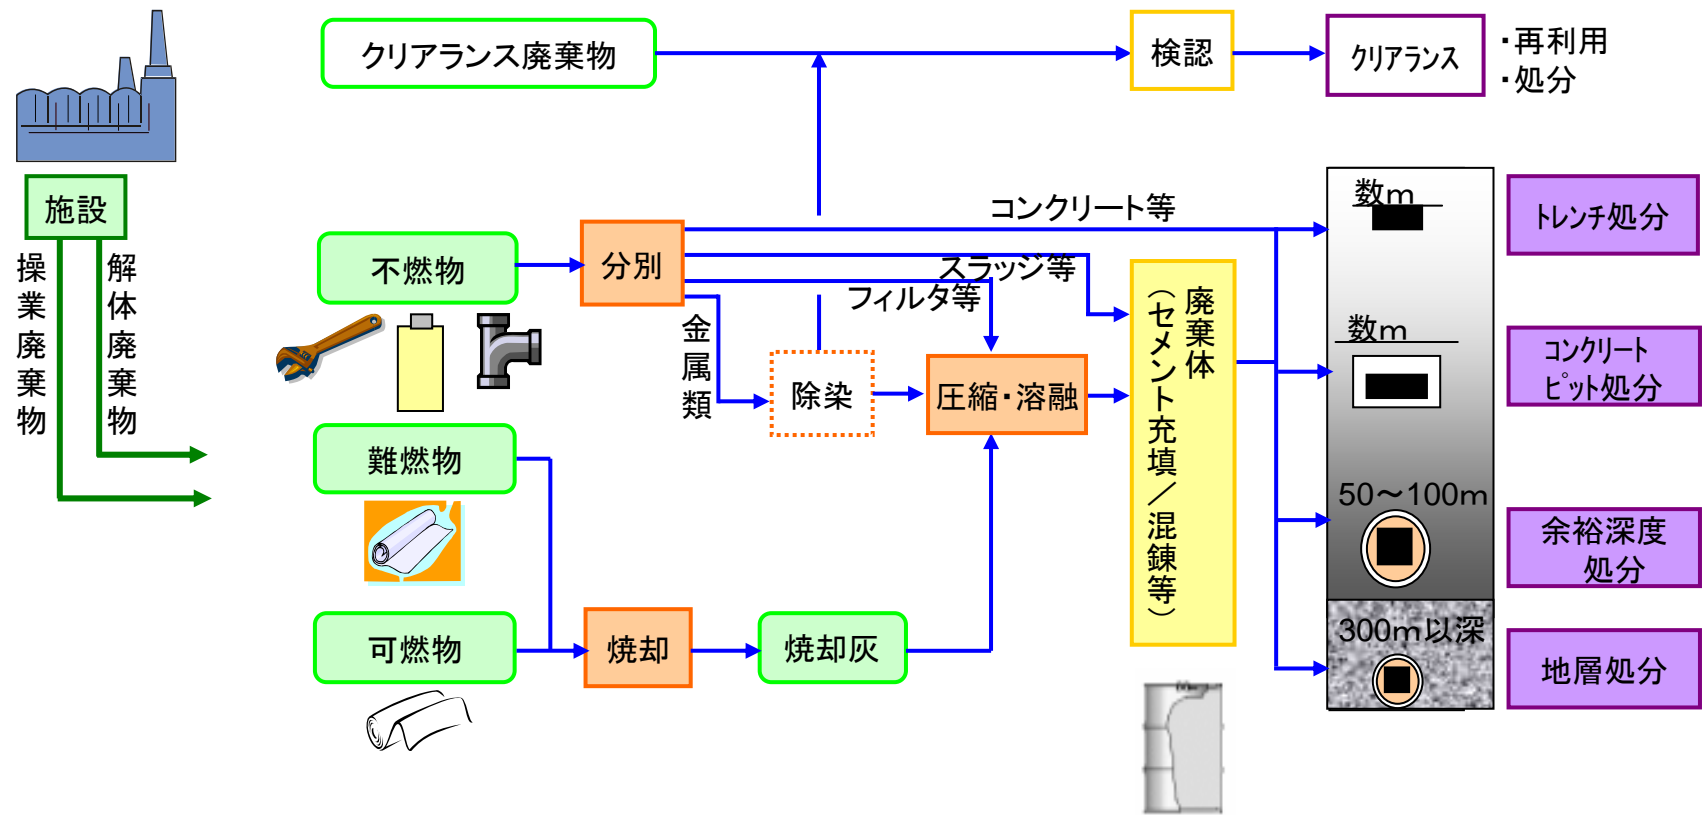 クリアランス廃棄物
検認
ｸﾘｱﾗﾝｽ
・再利用
・処分
施設
操業廃棄物
解体廃棄物
不燃物
分別
コンクリート等
スラッジ等
フィルタ等
金属類
除染
圧縮・溶融
廃棄体
（セメント充填／混錬等）
難燃物
可燃物
焼却
焼却灰
数ｍ
ﾄﾚﾝﾁ処分
数ｍ
ｺﾝｸﾘｰﾄ
ﾋﾟｯﾄ処分
50～100ｍ
余裕深度
処分
300ｍ以深
地層処分